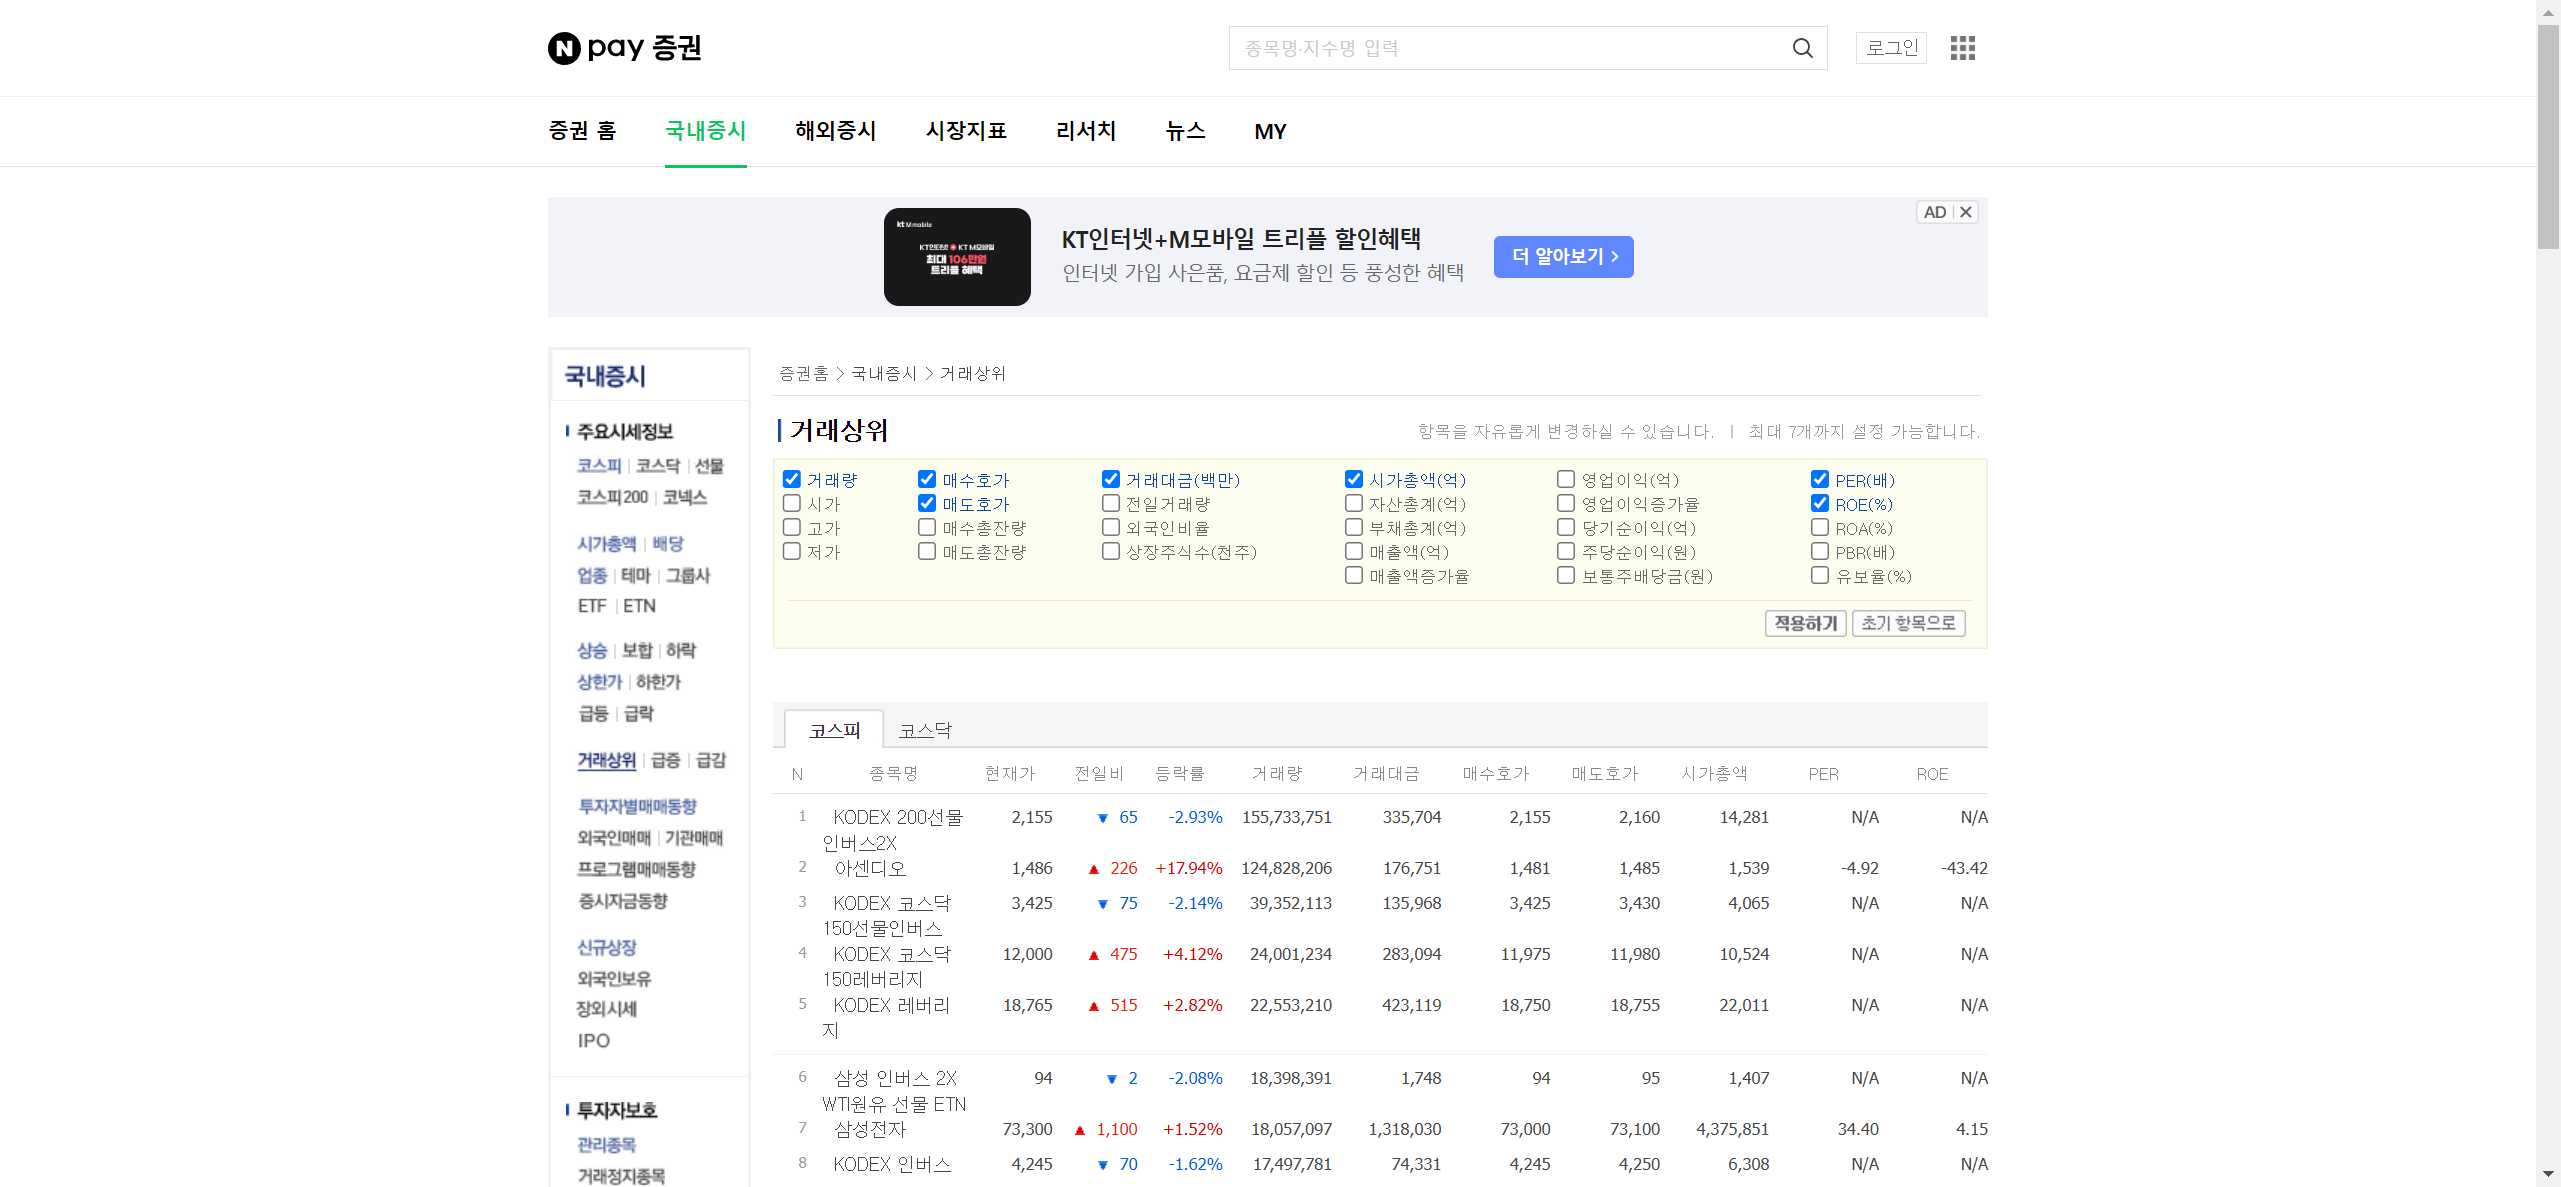 N pay 증권
종목명·지수명 입력
로그인
증권 홈 국내증시 해외증시 시장지표 리서치 뉴스 MY
kt M mobile
KT인터넷 KT M모바일
최대 106만원
트리플 혜택
KT인터넷+M모바일 트리플 할인혜택
인터넷 가입 사은품, 요금제 할인 등 풍성한 혜택
더 알아보기 >
AD
국내증시
주요시세정보
코스피 | 코스닥 | 선물
코스피200 | 코넥스
시가총액 | 배당
업종 | 테마 | 그룹사
ETF | ETN
상승 | 보합 | 하락
상한가 | 하한가
급등 | 급락
거래상위 | 급증 | 급감
투자자별매매동향
외국인매매 | 기관매매
프로그램매매동향
증시자금동향
신규상장
외국인보유
장외시세
IPO
투자자보호
관리종목
거래정지종목
증권홈 > 국내증시 > 거래상위
거래상위
항목을 자유롭게 변경하실 수 있습니다. | 최대 7개까지 설정 가능합니다.
거래량 매수호가 거래대금(백만) 시가총액(억) 영업이익(억) PER(배)
시가 매도호가 전일거래량 자산총계(억) 영업이익증가율 ROE(%)
고가 매수총잔량 외국인비율 부채총계(억) 당기순이익(억) ROA(%)
저가 매도총잔량 상장주식수(천주) 매출액(억) 주당순이익(원) PBR(배)
매출액증가율 보통주배당금(원) 유보율(%)
적용하기 초기 항목으로
코스피 코스닥
N 종목명 현재가 전일비 등락률 거래량 거래대금 매수호가 매도호가 시가총액 PER ROE
1 KODEX 200선물 2,155 ▼ 65 -2.93% 155,733,751 335,704 2,155 2,160 14,281 N/A N/A
인버스2X
2 아센디오 1,486 ▲ 226 +17.94% 124,828,206 176,751 1,481 1,485 1,539 -4.92 -43.42
3 KODEX 코스닥 3,425 ▼ 75 -2.14% 39,352,113 135,968 3,425 3,430 4,065 N/A N/A
150선물인버스
4 KODEX 코스닥 12,000 ▲ 475 +4.12% 24,001,234 283,094 11,975 11,980 10,524 N/A N/A
150레버리지
5 KODEX 레버리 18,765 ▲ 515 +2.82% 22,553,210 423,119 18,750 18,755 22,011 N/A N/A
지
6 삼성 인버스 2X 94 ▼ 2 -2.08% 18,398,391 1,748 94 95 1,407 N/A N/A
WTI원유 선물 ETN
7 삼성전자 73,300 ▲ 1,100 +1.52% 18,057,097 1,318,030 73,000 73,100 4,375,851 34.40 4.15
8 KODEX 인버스 4,245 ▼ 70 -1.62% 17,497,781 74,331 4,245 4,250 6,308 N/A N/A